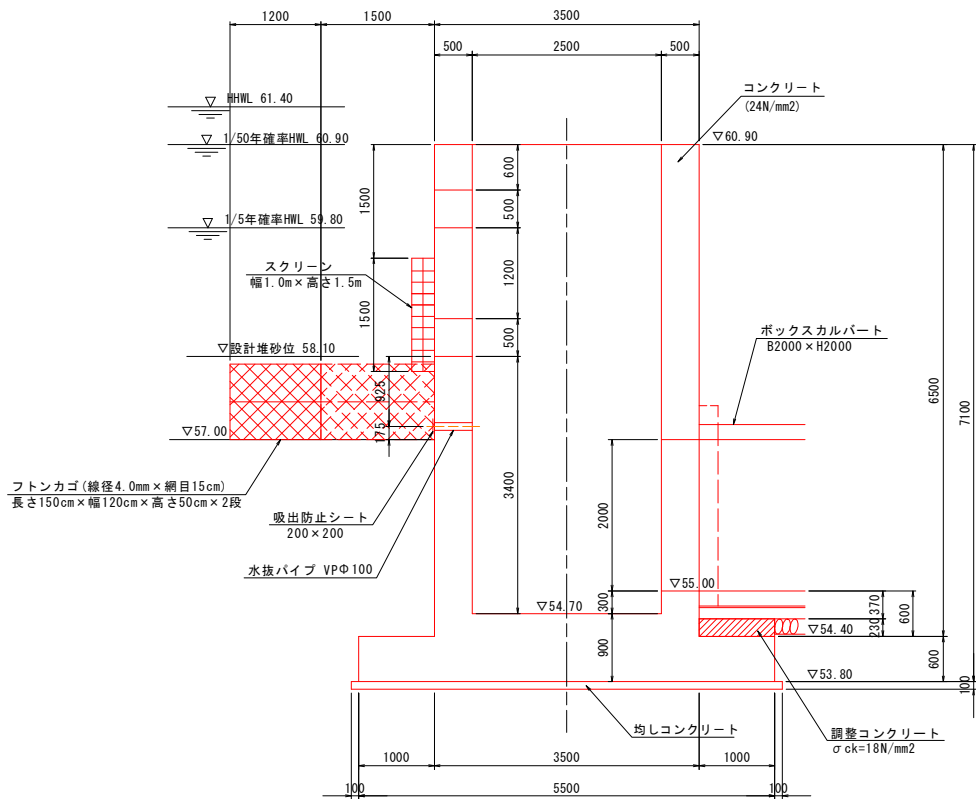 1200
1500
3500
500
2500
500
HHWL 61.40
1/50年確率HWL 60.90
1/5年確率HWL 59.80
コンクリート
(24N/mm2)
▽60.90
600
500
1200
500
3400
1500
1500
スクリーン
幅1.0m×高さ1.5m
▽設計堆砂位 58.10
925
175
▽57.00
フトンカゴ(線径4.0mm×網目15cm)
長さ150cm×幅120cm×高さ50cm×2段
吸出防止シート
200×200
水抜パイプ VPΦ100
ボックスカルバート
B2000×H2000
6500
7100
2000
300
900
▽55.00
▽54.70
370
230
600
▽54.40
600
▽53.80
100
均しコンクリート
調整コンクリート
σck=18N/mm2
1000
3500
1000
100
5500
100